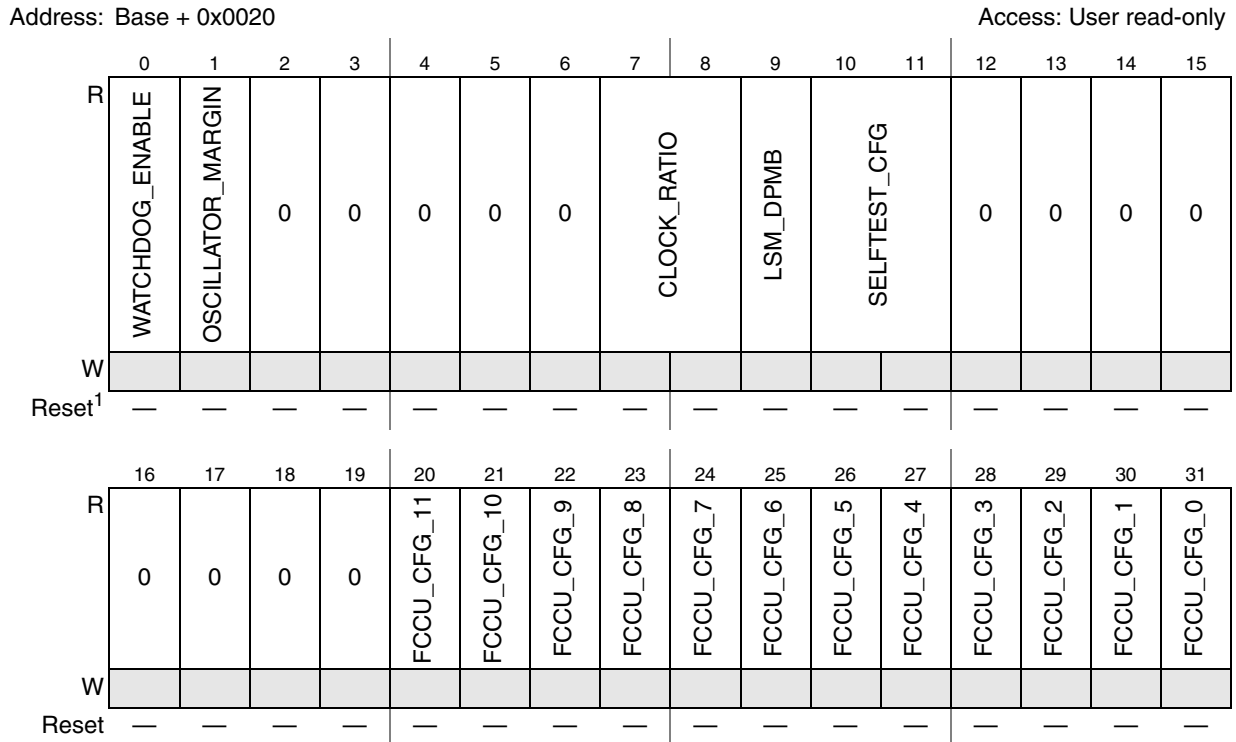 Address: Base + 0x0020 Access: User read-only
0 1 2 3 4 5 6 7 8 9 10 11 12 13 14 15
R WATCHDOG_ENABLE OSCILLATOR_MARGIN 0 0 0 0 0 CLOCK_RATIO LSM_DPMB SELFTEST_CFG 0 0 0 0
W
Reset1 — — — — — — — — — — — — — — — —
16 17 18 19 20 21 22 23 24 25 26 27 28 29 30 31
R 0 0 0 0 FCCU_CFG_11 FCCU_CFG_10 FCCU_CFG_9 FCCU_CFG_8 FCCU_CFG_7 FCCU_CFG_6 FCCU_CFG_5 FCCU_CFG_4 FCCU_CFG_3 FCCU_CFG_2 FCCU_CFG_1 FCCU_CFG_0
W
Reset — — — — — — — — — — — — — — — —